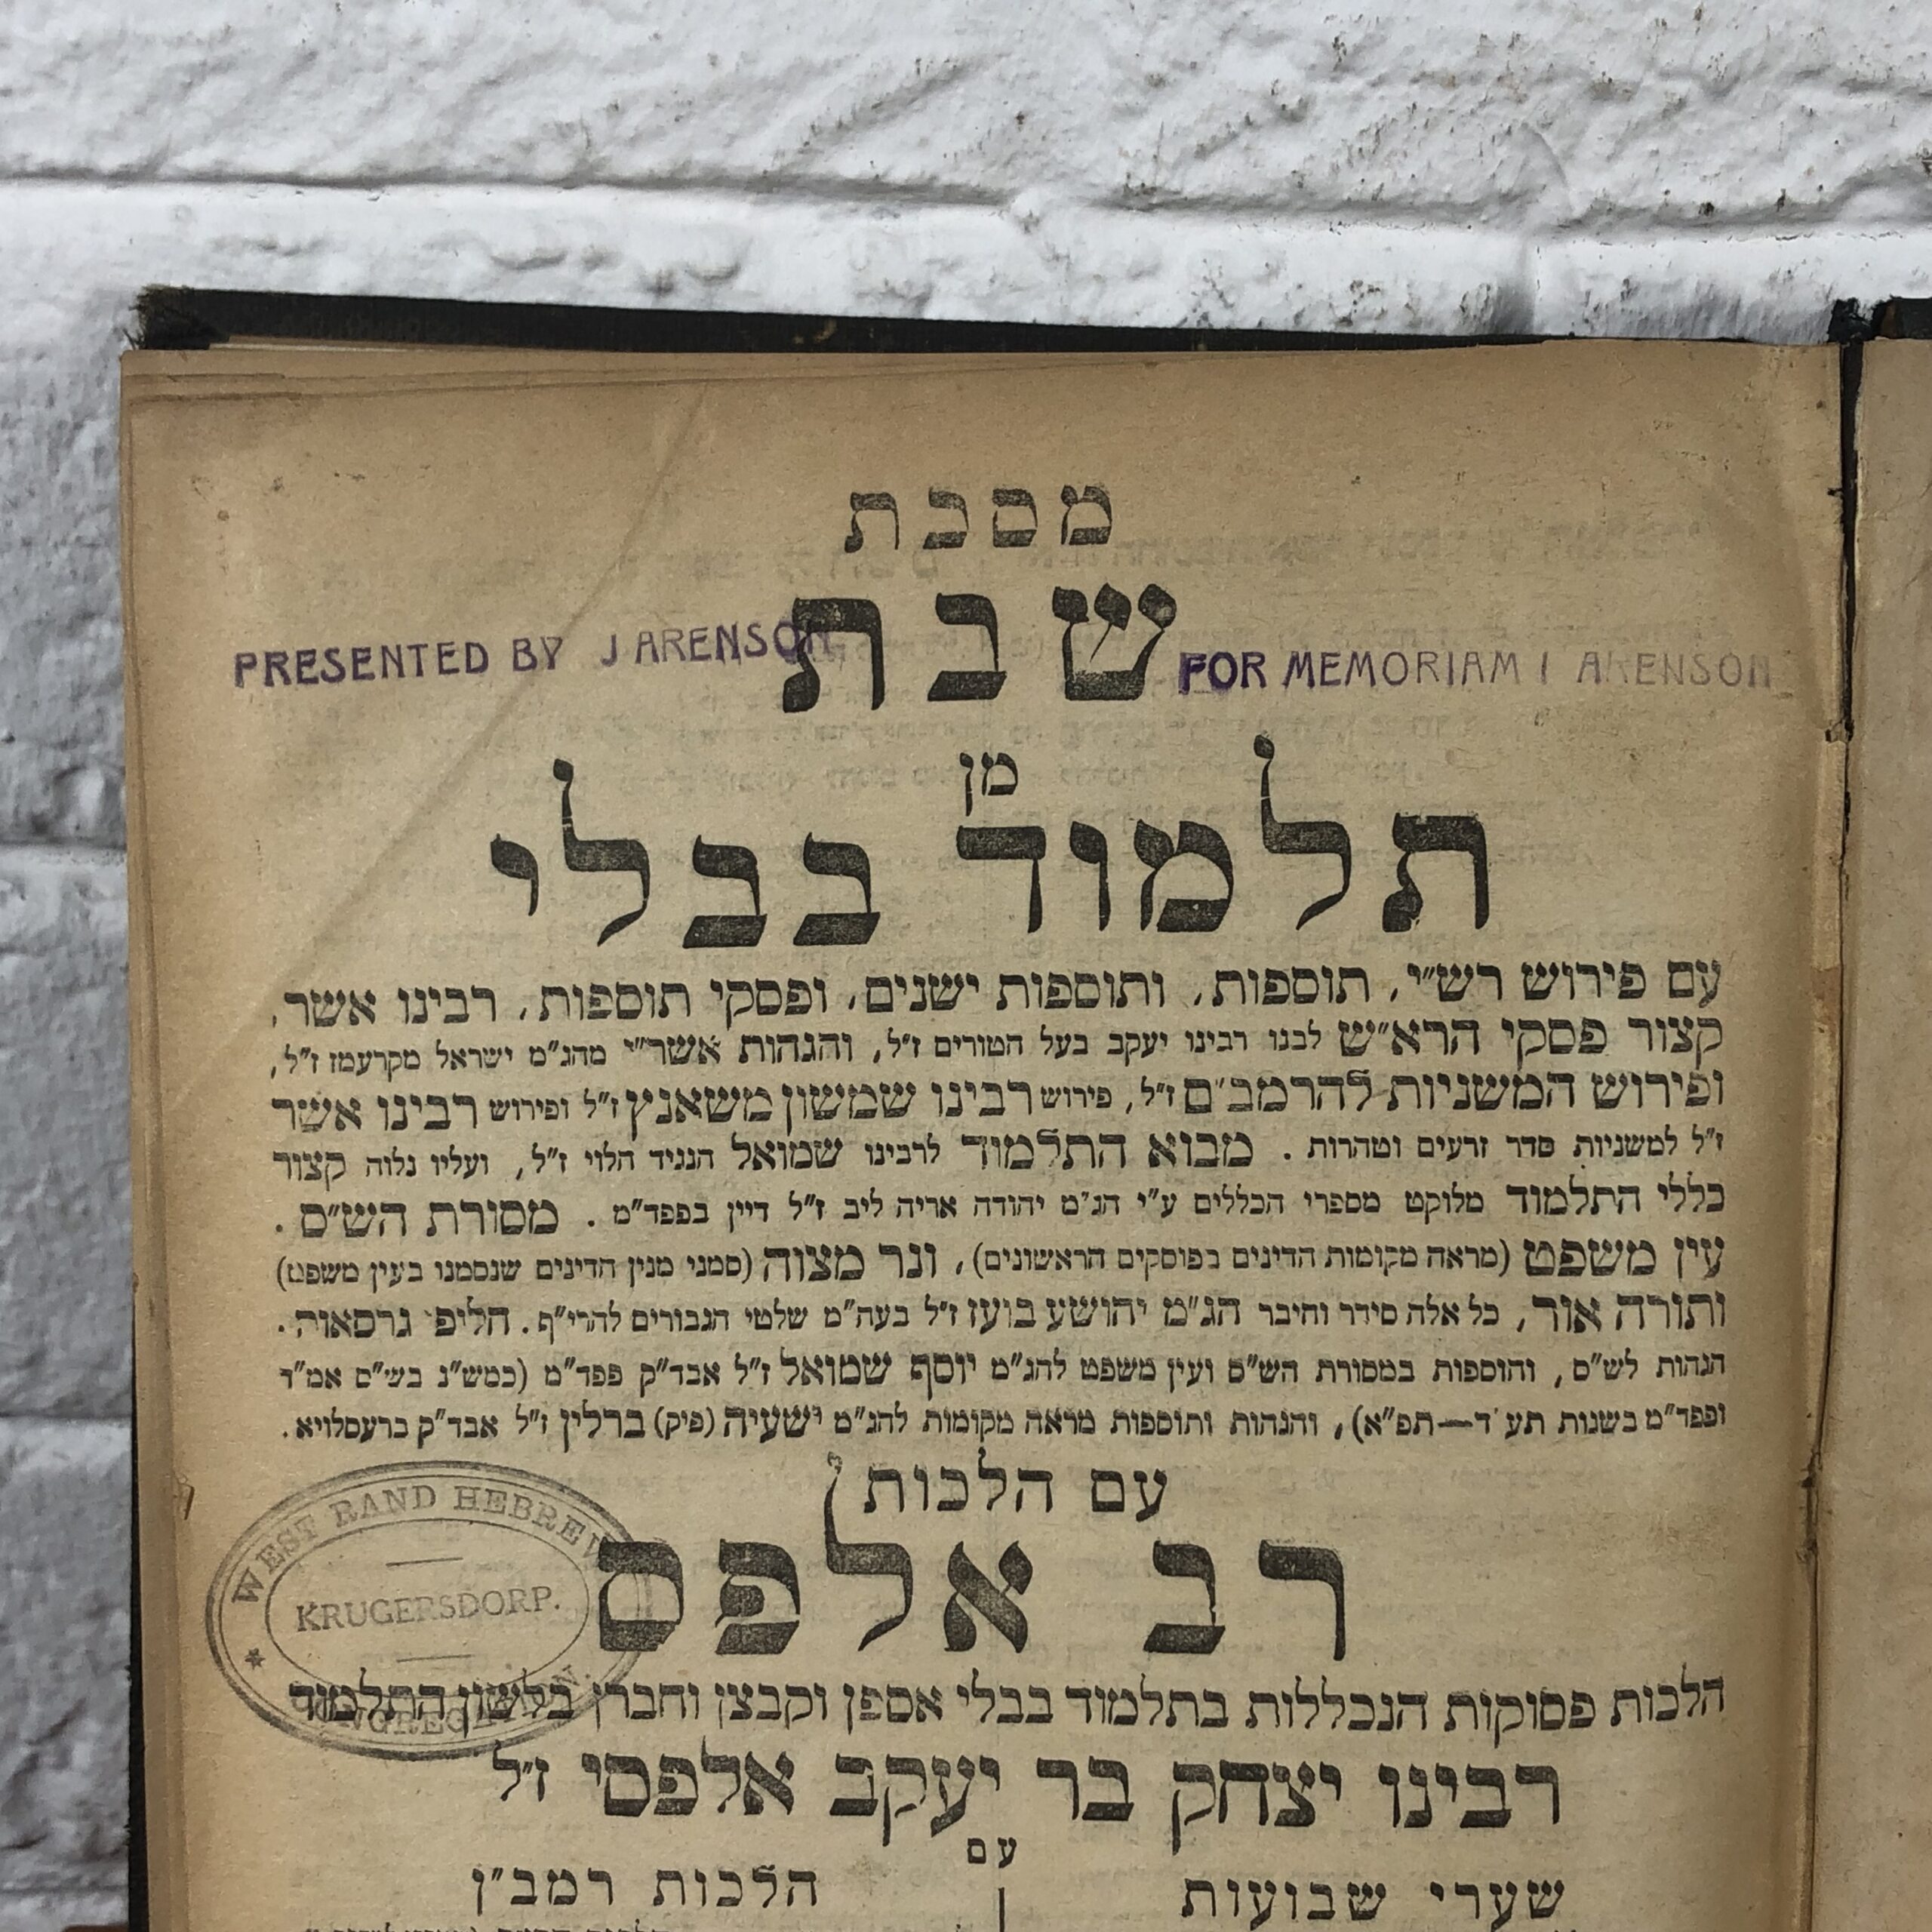 מסכת
שבת
PRESENTED BY J ARENSON
FOR MEMORIAM I ARENSON
מן
תלמוד בבלי
עם פירוש רש״י, תוספות, ותוספות ישנים, ופסקי תוספות, רבינו אשר,
קצור פסקי הרא״ש לבנו רבינו יעקב בעל הטורים ז״ל, והגהות אשר״י מהג״מ ישראל מקרעמז ז״ל,
ופירוש המשניות להרמב״ם ז״ל, פירוש רבינו שמשון משאנץ ז״ל ופירוש רבינו אשר
ז״ל למשניות סדר זרעים וטהרות. מבוא התלמוד לרבינו שמואל הנגיד הלוי ז״ל, ועליו נלוה קצור
כללי התלמוד מלוקט מספרי הכללים ע״י הג״מ יהודה אריה ליב ז״ל דיין בפפד״מ. מסורת הש״ס.
עין משפט (מראה מקומות הדינים בפוסקים הראשונים), ונר מצוה (סמני מנין הדינים שנסמנו בעין משפט)
ותורה אור, כל אלה סידר וחיבר הג״מ יהושע בועז ז״ל בעה״מ שלטי הגבורים להרי״ף. חליפי גרסאות.
הגהות לש״ס, והוספות במסורת הש״ס ועין משפט להג״מ יוסף שמואל ז״ל אבד״ק פפד״מ (כמש״נ בש״ס אמ״ד
ופפד״מ בשנות תע״ד—תפ״א), והגהות ותוספות מראה מקומות להג״מ ישעיה (פיק) ברלין ז״ל אבד״ק ברעסלויא.
עם הלכות
רב אלפס
WEST RAND HEBREW
KRUGERSDORP.
CONGREGATION.
הלכות פסוקות הנכללות בתלמוד בבלי אספן וקבצן וחברן בלשון התלמוד
רבינו יצחק בר יעקב אלפסי ז״ל
עם
שערי שבועות
הלכות רמב״ן